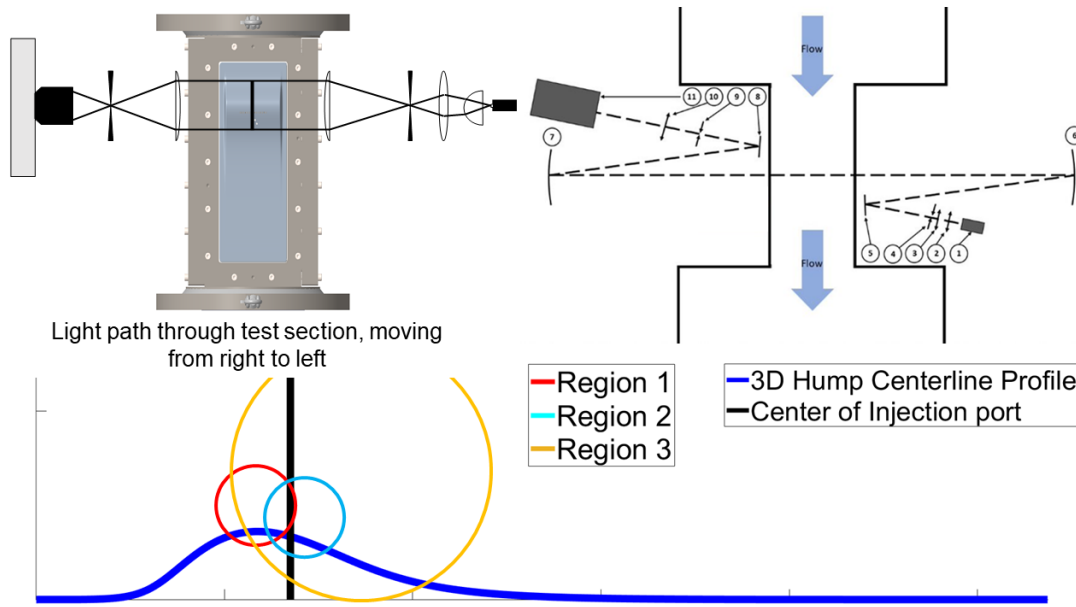 Flow
11
10
9
8
7
6
Flow
5
4
3
2
1
Light path through test section, moving
from right to left
Region 1
Region 2
Region 3
3D Hump Centerline Profile
Center of Injection port